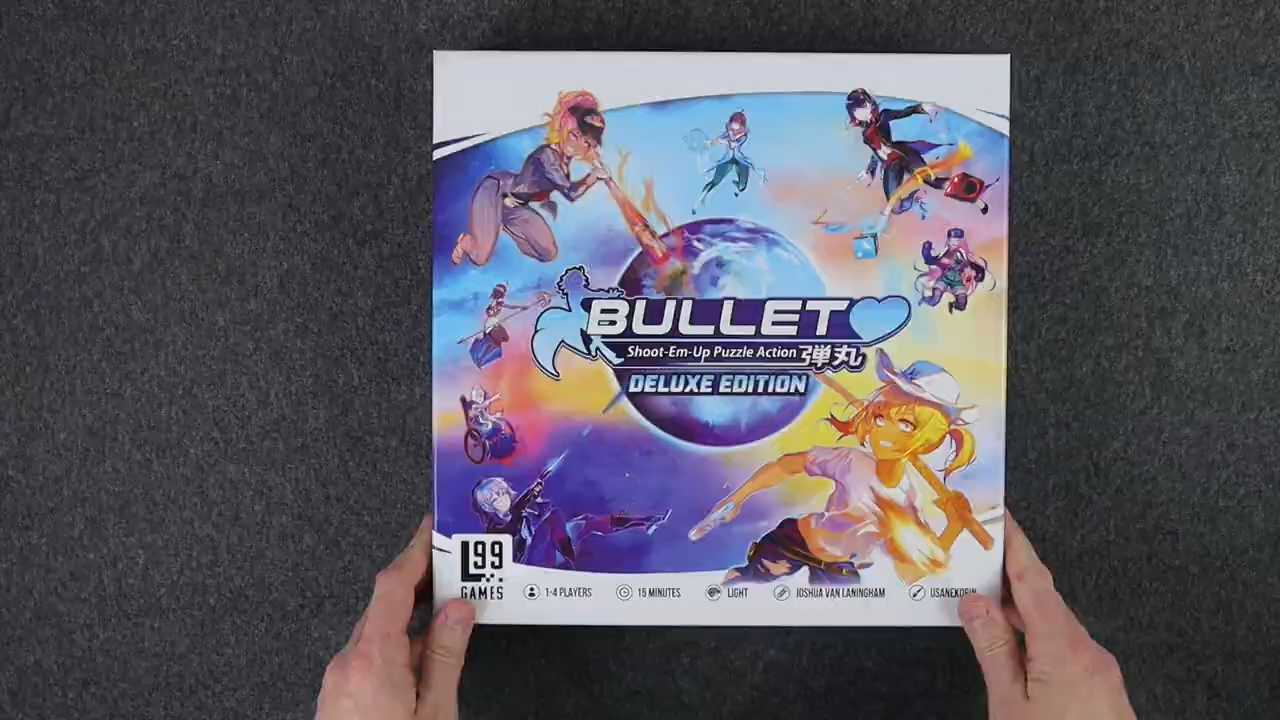 BULLET
Shoot-Em-Up Puzzle Action 弾丸
DELUXE EDITION
L99
GAMES
1-4 PLAYERS
15 MINUTES
LIGHT
JOSHUA VAN LANINGHAM